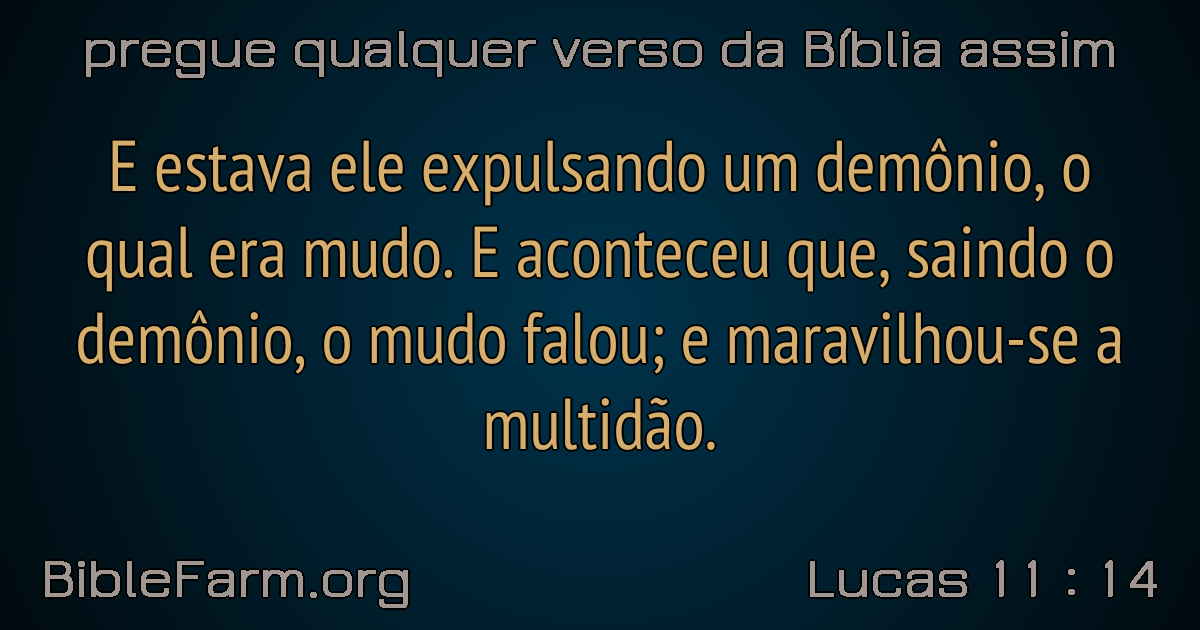 pregue qualquer verso da Bíblia assim
E estava ele expulsando um demônio, o
qual era mudo. E aconteceu que, saindo o
demônio, o mudo falou; e maravilhou-se a
multidão.
BibleFarm.org
Lucas 11 : 14